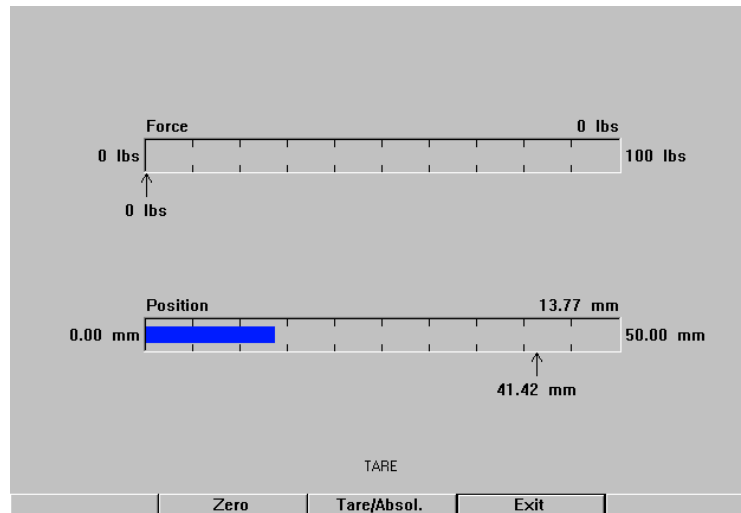 Force 0 lbs
0 lbs 100 lbs
0 lbs
Position 13.77 mm
0.00 mm 50.00 mm
41.42 mm
TARE
Zero Tare/Absol. Exit